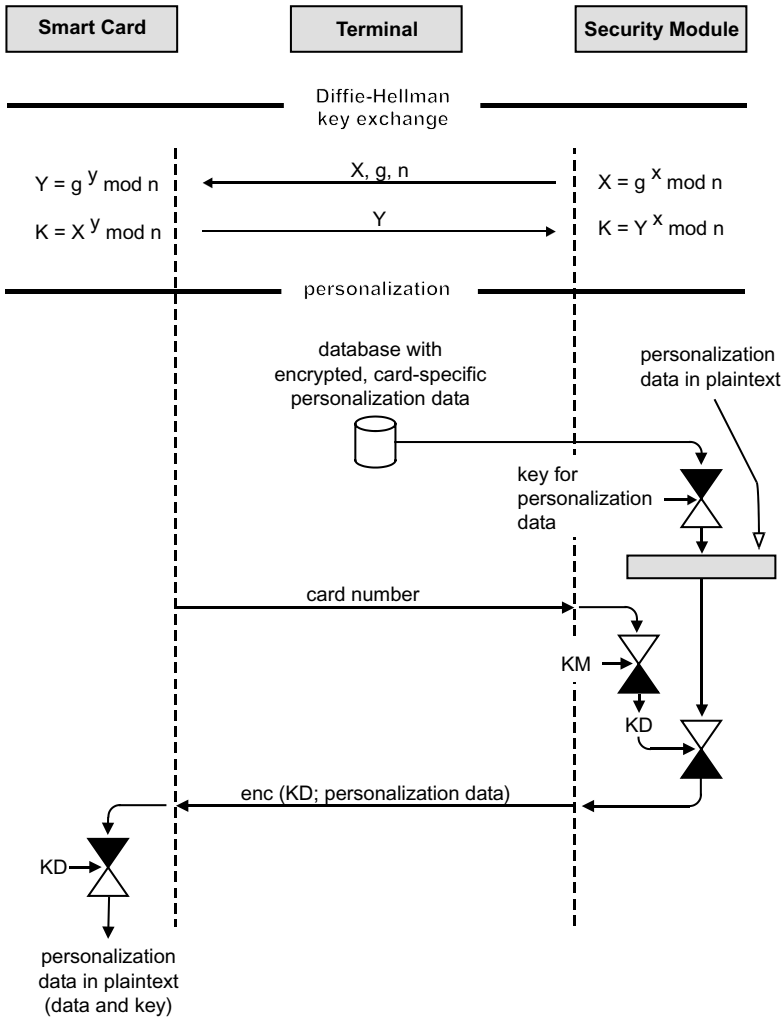 Smart Card
Terminal
Security Module
Diffie-Hellman
key exchange
Y = g^y mod n
X, g, n
X = g^x mod n
K = X^y mod n
Y
K = Y^x mod n
personalization
database with
encrypted, card-specific
personalization data
personalization
data in plaintext
key for
personalization
data
card number
KM
KD
enc (KD; personalization data)
KD
personalization
data in plaintext
(data and key)